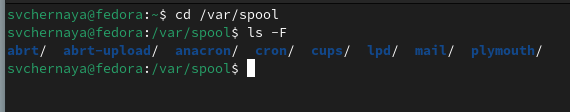 svchernaya@fedora:~$ cd /var/spool
svchernaya@fedora:/var/spool$ ls -F
abrt/  abrt-upload/  anacron/  cron/  cups/  lpd/  mail/  plymouth/
svchernaya@fedora:/var/spool$